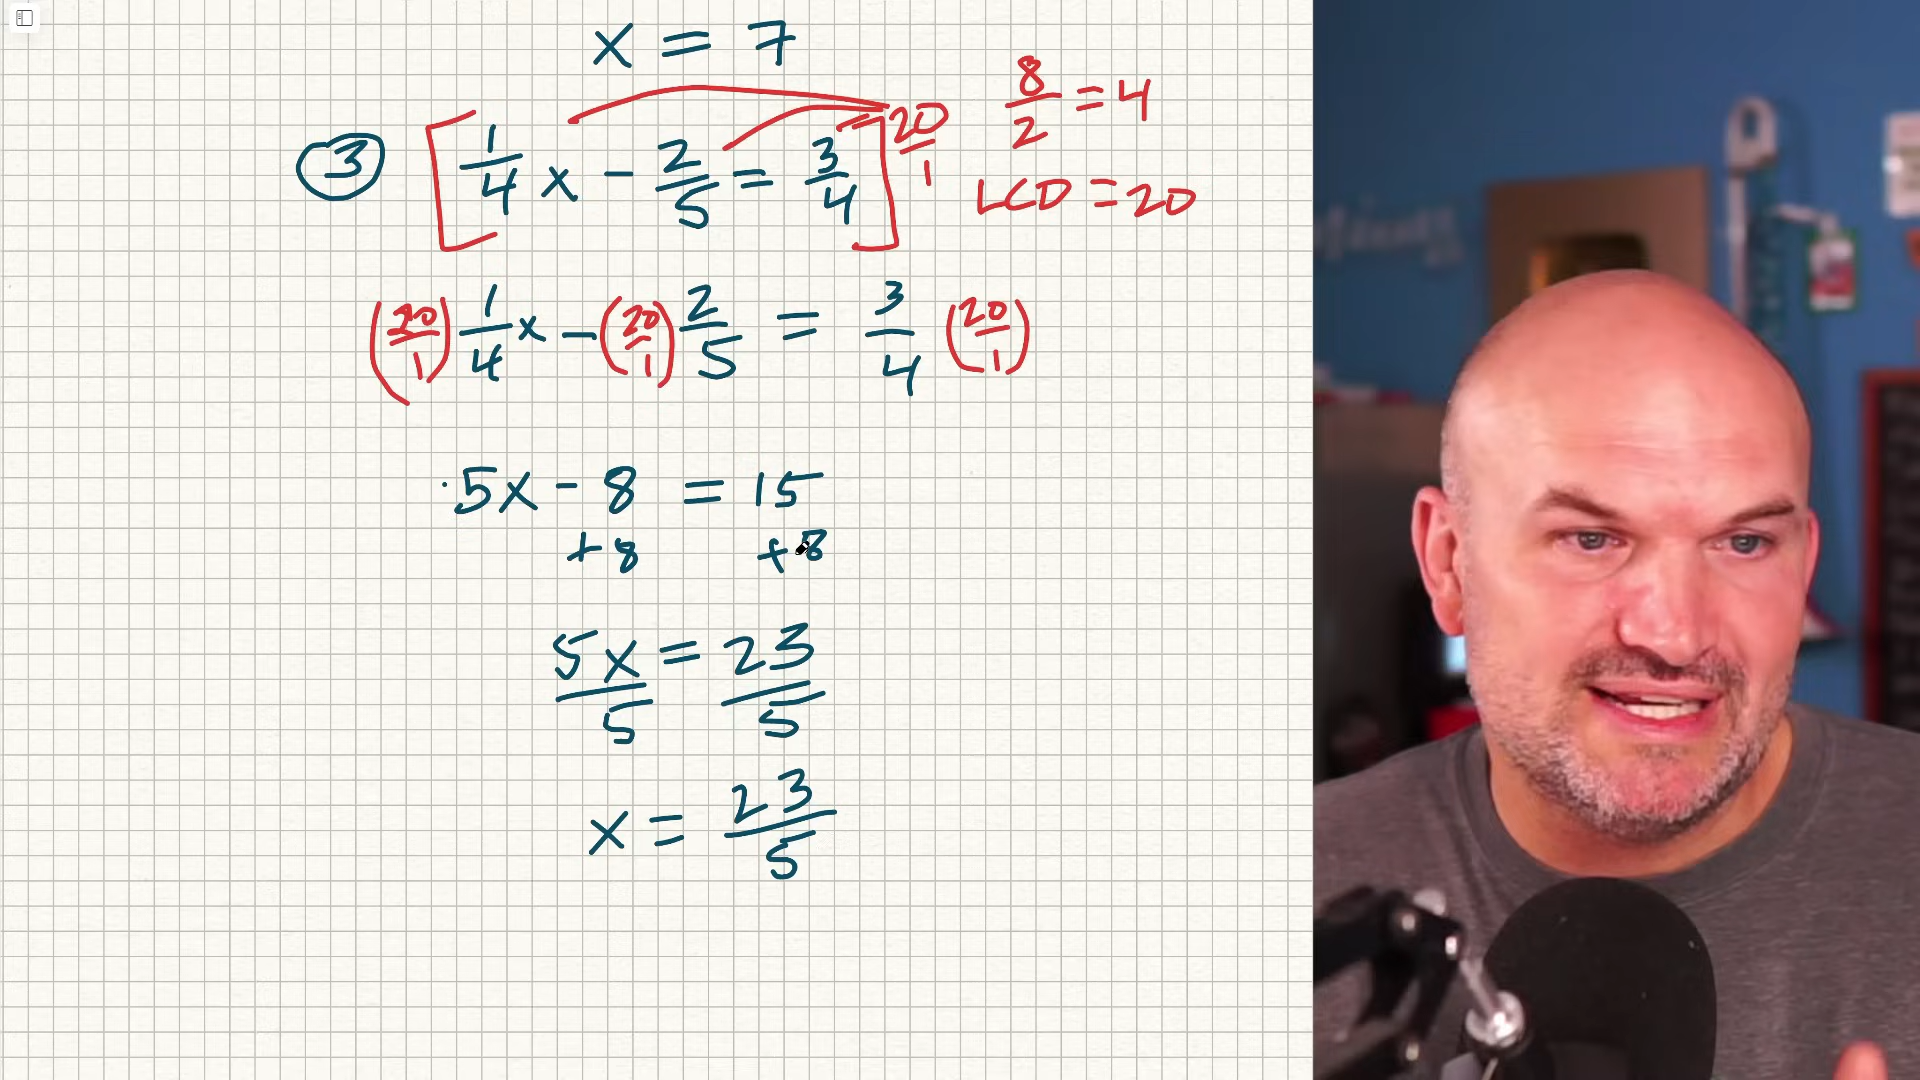 x = 7
8/2 = 4
③ [1/4 x - 2/5 = 3/4] 20/1
LCD = 20
(20/1) 1/4 x - (20/1) 2/5 = 3/4 (20/1)
5x - 8 = 15
+8 +8
5x/5 = 23/5
x = 23/5